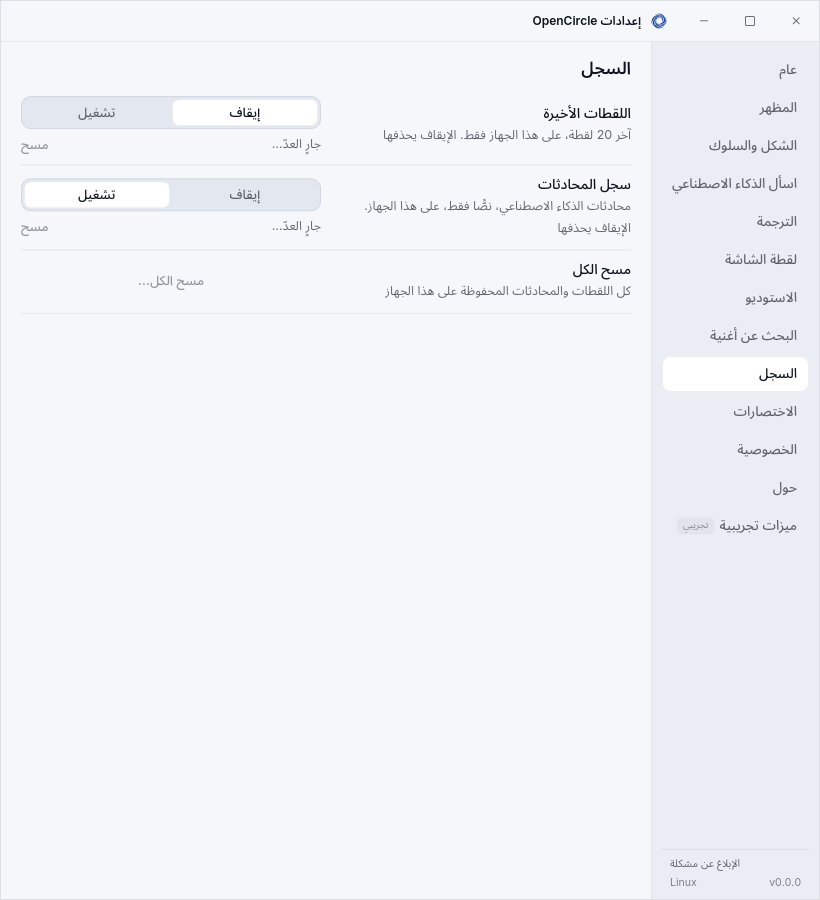 إعدادات OpenCircle
عام
المظهر
الشكل والسلوك
اسأل الذكاء الاصطناعي
الترجمة
لقطة الشاشة
الاستوديو
البحث عن أغنية
السجل
الاختصارات
الخصوصية
حول
ميزات تجريبية تجريبي
الإبلاغ عن مشكلة
v0.0.0 Linux
السجل
اللقطات الأخيرة
آخر 20 لقطة، على هذا الجهاز فقط. الإيقاف يحذفها
إيقاف تشغيل
جارٍ العدّ... مسح
سجل المحادثات
محادثات الذكاء الاصطناعي، نصًّا فقط، على هذا الجهاز.
الإيقاف يحذفها
إيقاف تشغيل
جارٍ العدّ... مسح
مسح الكل
كل اللقطات والمحادثات المحفوظة على هذا الجهاز
مسح الكل...